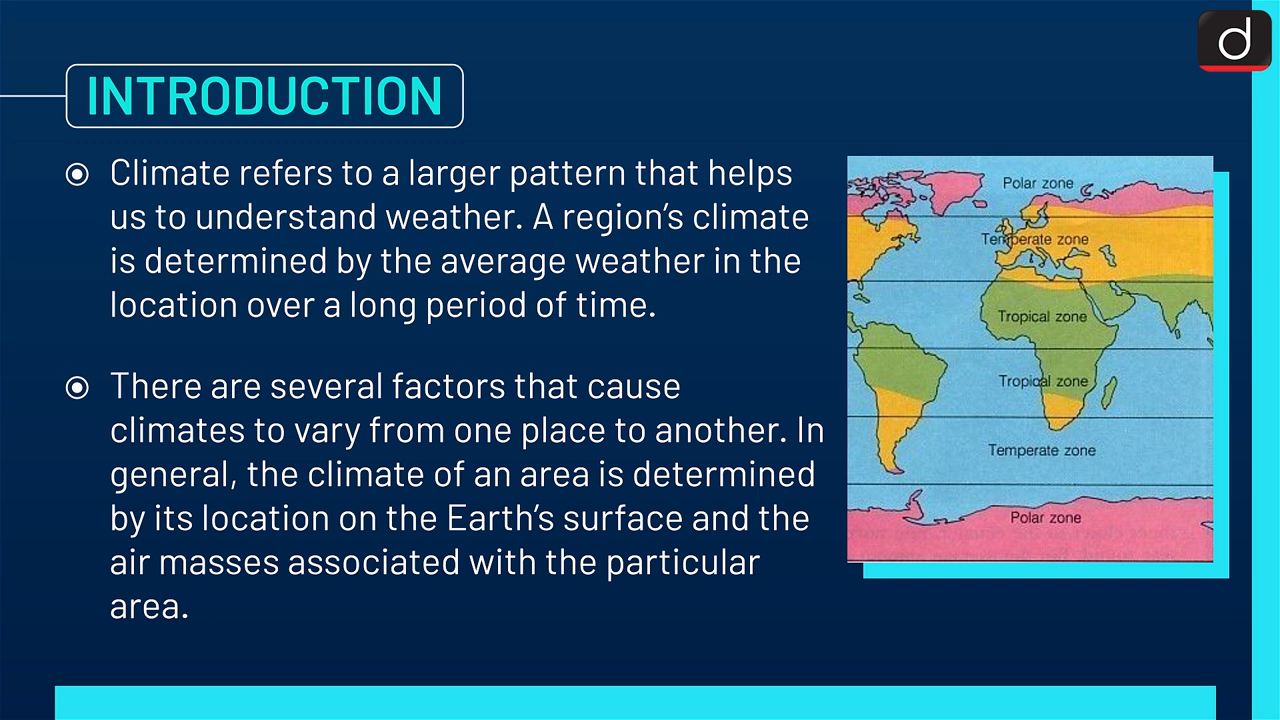 d
INTRODUCTION
Climate refers to a larger pattern that helps
us to understand weather. A region's climate
is determined by the average weather in the
location over a long period of time.
There are several factors that cause
climates to vary from one place to another. In
general, the climate of an area is determined
by its location on the Earth's surface and the
air masses associated with the particular
area.
Polar zone
Temperate zone
Tropical zone
Tropical zone
Temperate zone
Polar zone